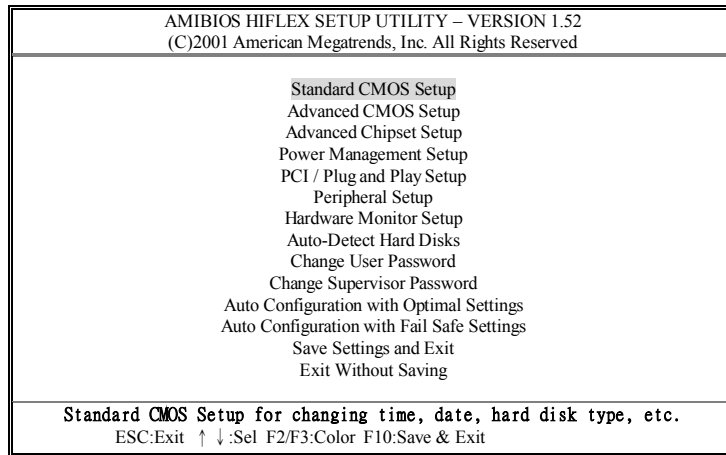 AMIBIOS HIFLEX SETUP UTILITY – VERSION 1.52
(C)2001 American Megatrends, Inc. All Rights Reserved
Standard CMOS Setup
Advanced CMOS Setup
Advanced Chipset Setup
Power Management Setup
PCI / Plug and Play Setup
Peripheral Setup
Hardware Monitor Setup
Auto-Detect Hard Disks
Change User Password
Change Supervisor Password
Auto Configuration with Optimal Settings
Auto Configuration with Fail Safe Settings
Save Settings and Exit
Exit Without Saving
Standard CMOS Setup for changing time, date, hard disk type, etc.
ESC:Exit ↑↓:Sel F2/F3:Color F10:Save & Exit